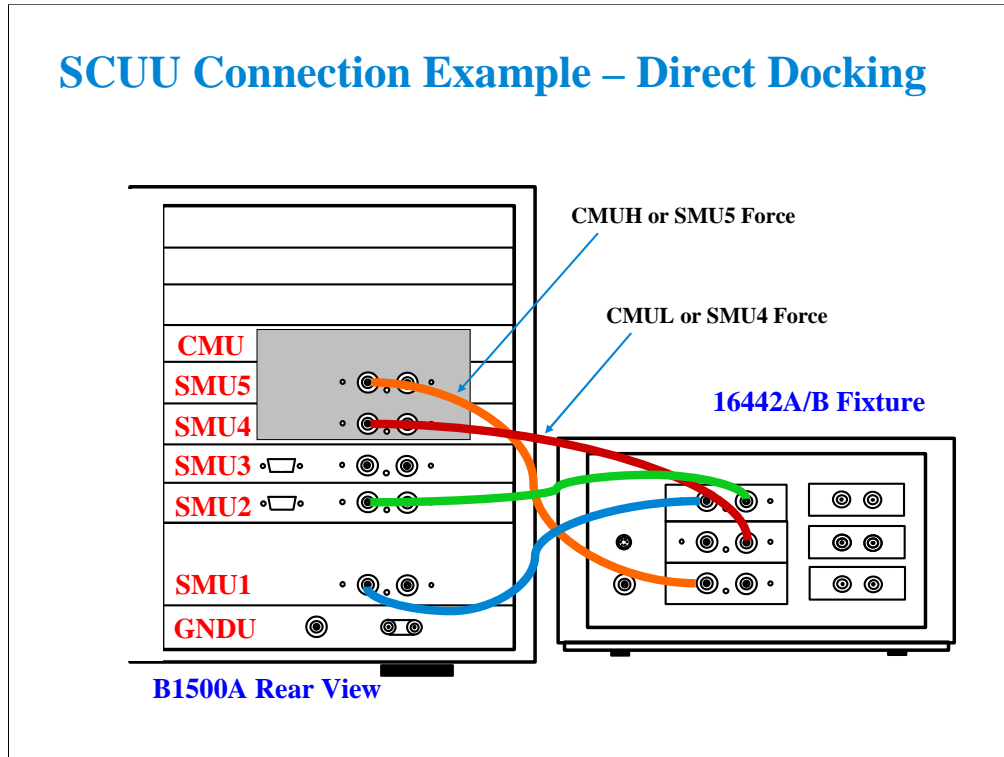 SCUU Connection Example – Direct Docking
CMUH or SMU5 Force
CMUL or SMU4 Force
CMU
SMU5
SMU4
SMU3
SMU2
SMU1
GNDU
16442A/B Fixture
B1500A Rear View